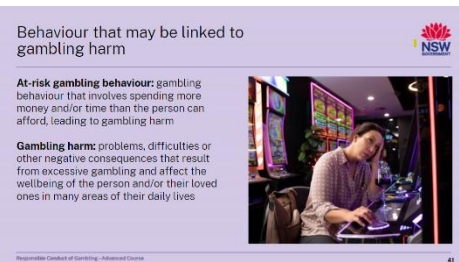 Behaviour that may be linked to
gambling harm
NSW
GOVERNMENT
At-risk gambling behaviour: gambling
behaviour that involves spending more
money and/or time than the person can
afford, leading to gambling harm
Gambling harm: problems, difficulties or
other negative consequences that result
from excessive gambling and affect the
wellbeing of the person and/or their loved
ones in many areas of their daily lives
Responsible Conduct of Gambling - Advanced Course
41